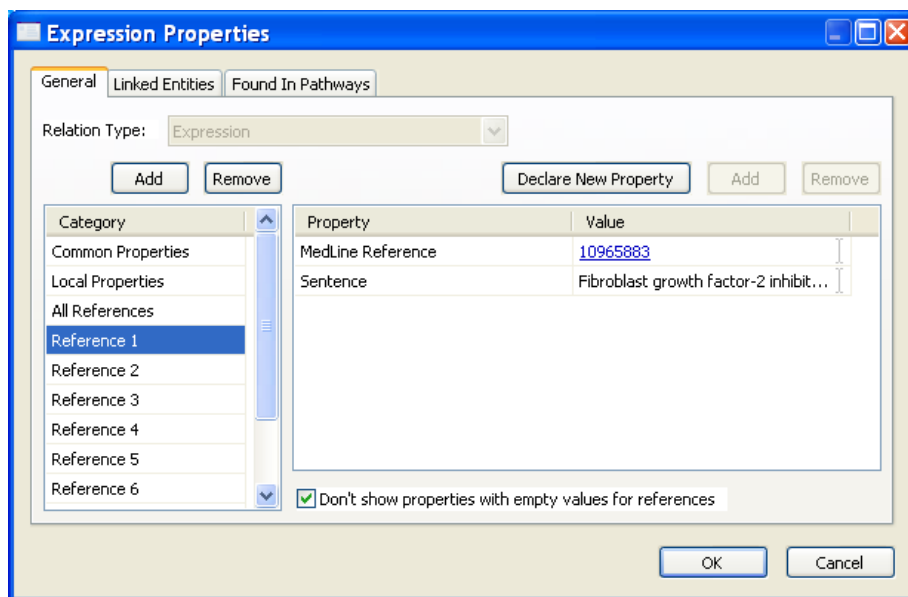 Expression Properties
General Linked Entities Found In Pathways
Relation Type: Expression
Add Remove Declare New Property Add Remove
Category Property Value
Common Properties MedLine Reference 10965883
Local Properties Sentence Fibroblast growth factor-2 inhibit...
All References
Reference 1
Reference 2
Reference 3
Reference 4
Reference 5
Reference 6
Don't show properties with empty values for references
OK Cancel